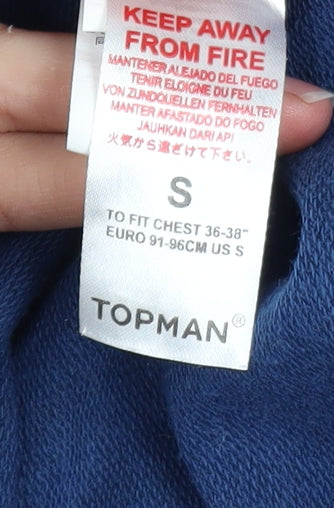 KEEP AWAY
FROM FIRE
MANTENER ALEJADO DEL FUEGO
TENIR ELOIGNE DU FEU
VON ZUNDQUELLEN FERNHALTEN
MANTER AFASTADO DO FOGO
JAUHKAN DARI API
火気から遠ざけて下さい。
S
TO FIT CHEST 36-38"
EURO 91-96CM US S
TOPMAN®